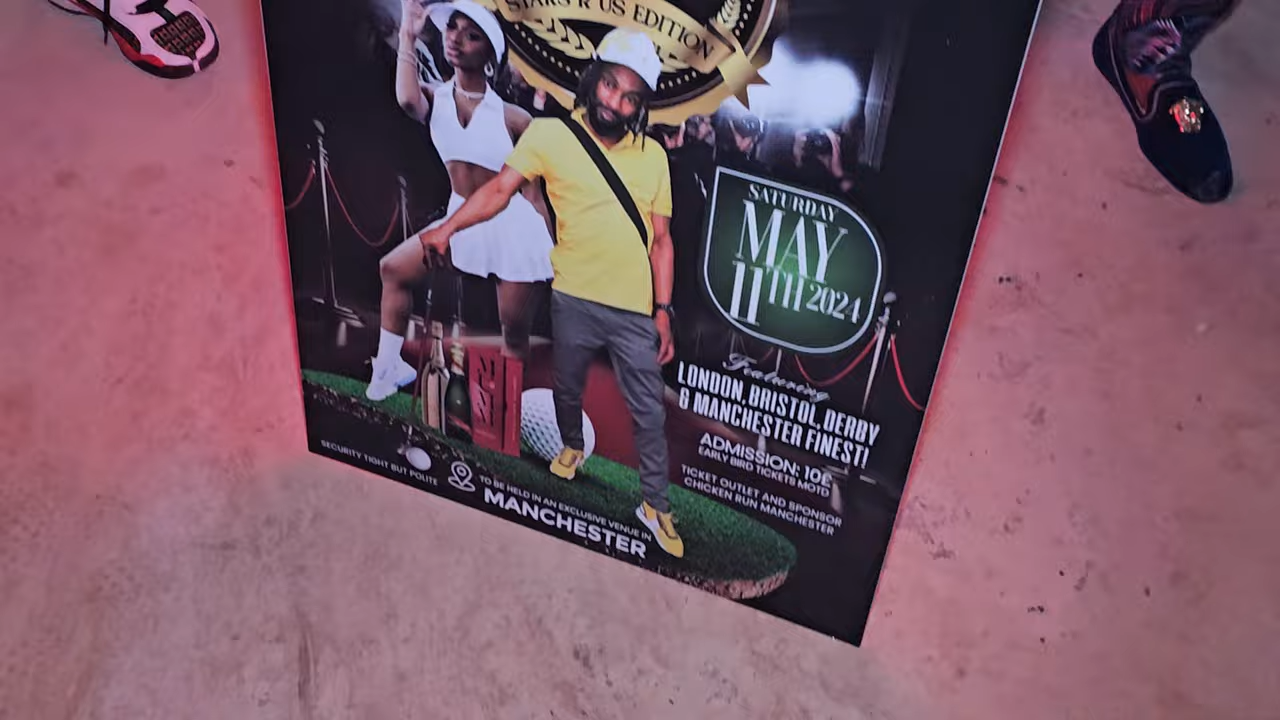 STARS R US EDITION
SATURDAY
MAY
11TH 2024
Featuring
LONDON, BRISTOL, DERBY
& MANCHESTER FINEST!
ADMISSION: 10£
EARLY BIRD TICKETS MOTD
TICKET OUTLET AND SPONSOR
CHICKEN RUN MANCHESTER
SECURITY TIGHT BUT POLITE
TO BE HELD IN AN EXCLUSIVE VENUE IN
MANCHESTER